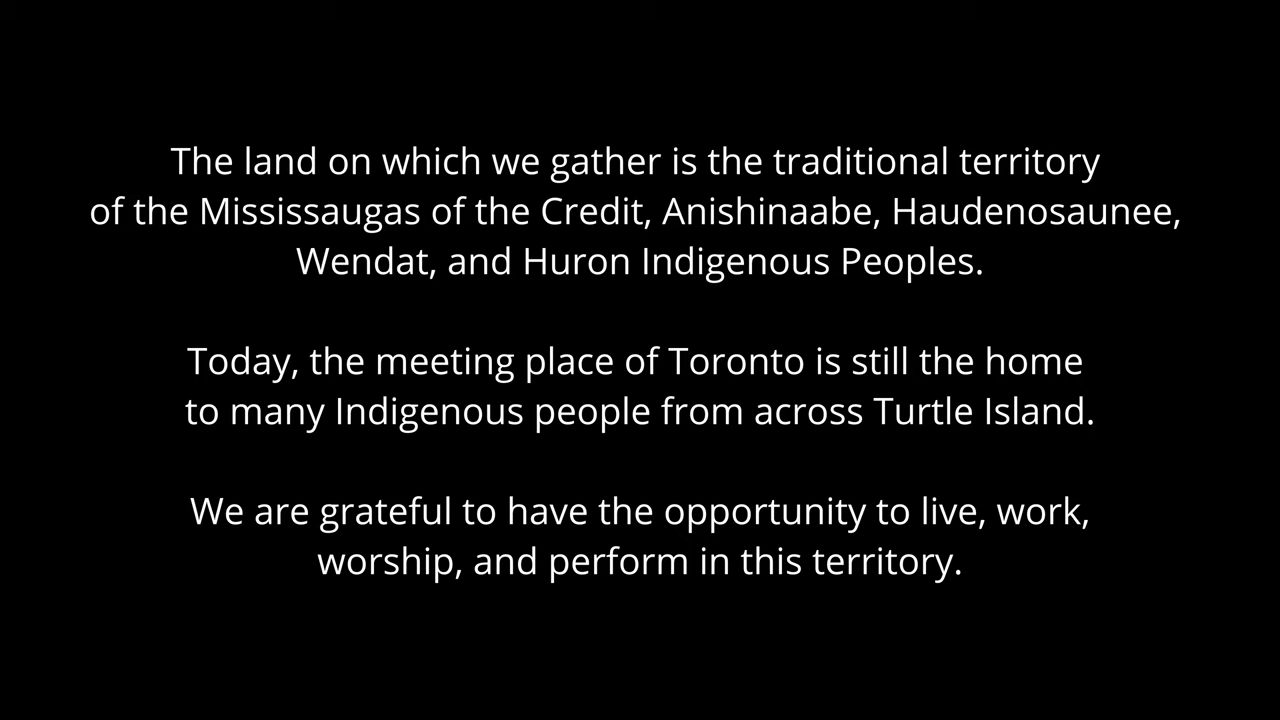 The land on which we gather is the traditional territory
of the Mississaugas of the Credit, Anishinaabe, Haudenosaunee,
Wendat, and Huron Indigenous Peoples.
Today, the meeting place of Toronto is still the home
to many Indigenous people from across Turtle Island.
We are grateful to have the opportunity to live, work,
worship, and perform in this territory.